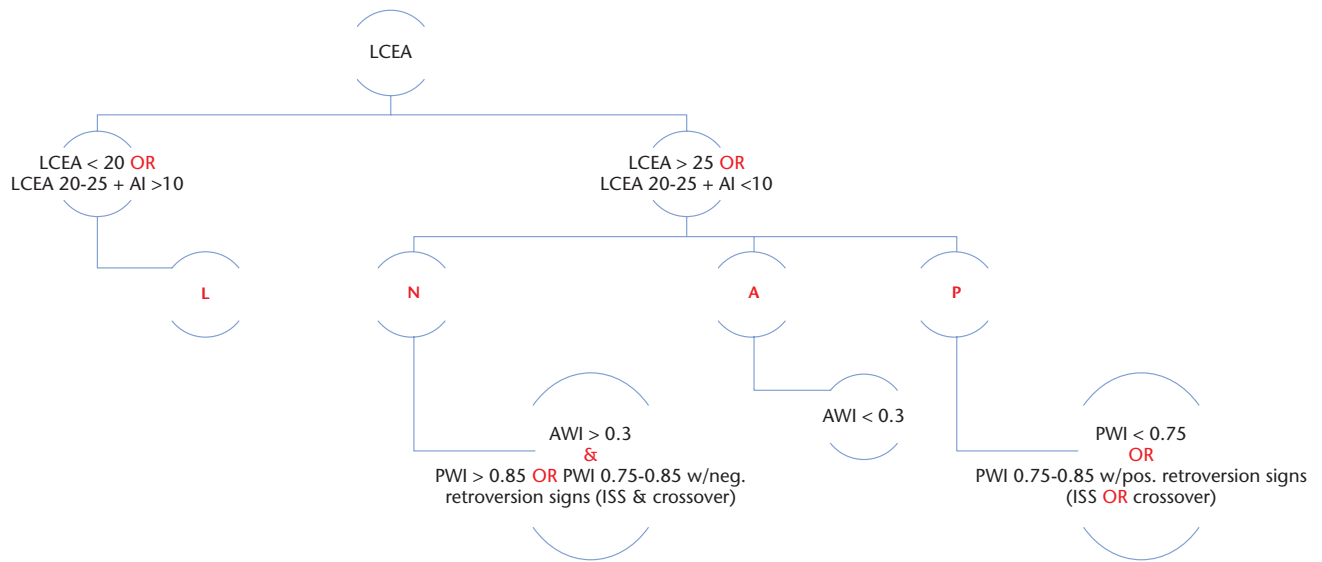 LCEA
LCEA < 20 OR
LCEA 20-25 + AI >10
LCEA > 25 OR
LCEA 20-25 + AI <10
L
N
A
P
AWI > 0.3
&
PWI > 0.85 OR PWI 0.75-0.85 w/neg.
retroversion signs (ISS & crossover)
AWI < 0.3
PWI < 0.75
OR
PWI 0.75-0.85 w/pos. retroversion signs
(ISS OR crossover)